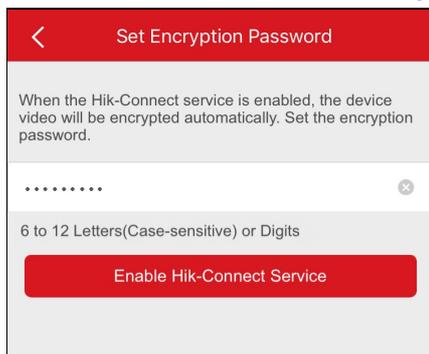 Set Encryption Password
When the Hik-Connect service is enabled, the device
video will be encrypted automatically. Set the encryption
password.
•••••••••
6 to 12 Letters(Case-sensitive) or Digits
Enable Hik-Connect Service